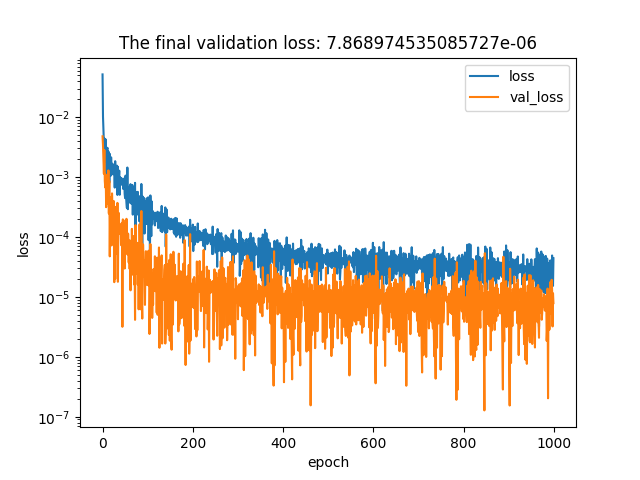 The final validation loss: 7.868974535085727e-06
loss
val_loss
10⁻²
10⁻³
10⁻⁴
10⁻⁵
10⁻⁶
10⁻⁷
loss
0 200 400 600 800 1000
epoch